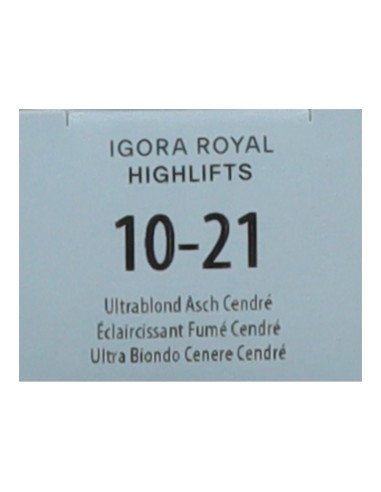 IGORA ROYAL
HIGHLIFTS
10-21
Ultrablond Asch Cendré
Éclaircissant Fumé Cendré
Ultra Biondo Cenere Cendré